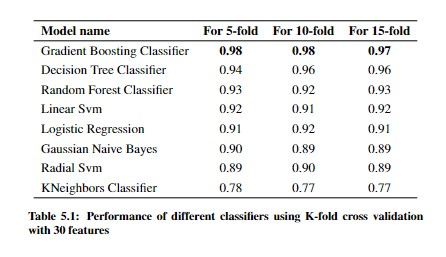 Model name For 5-fold For 10-fold For 15-fold
Gradient Boosting Classifier 0.98 0.98 0.97
Decision Tree Classifier 0.94 0.96 0.96
Random Forest Classifier 0.93 0.92 0.93
Linear Svm 0.92 0.91 0.92
Logistic Regression 0.91 0.92 0.91
Gaussian Naive Bayes 0.90 0.89 0.89
Radial Svm 0.89 0.90 0.89
KNeighbors Classifier 0.78 0.77 0.77
Table 5.1: Performance of different classifiers using K-fold cross validation
with 30 features